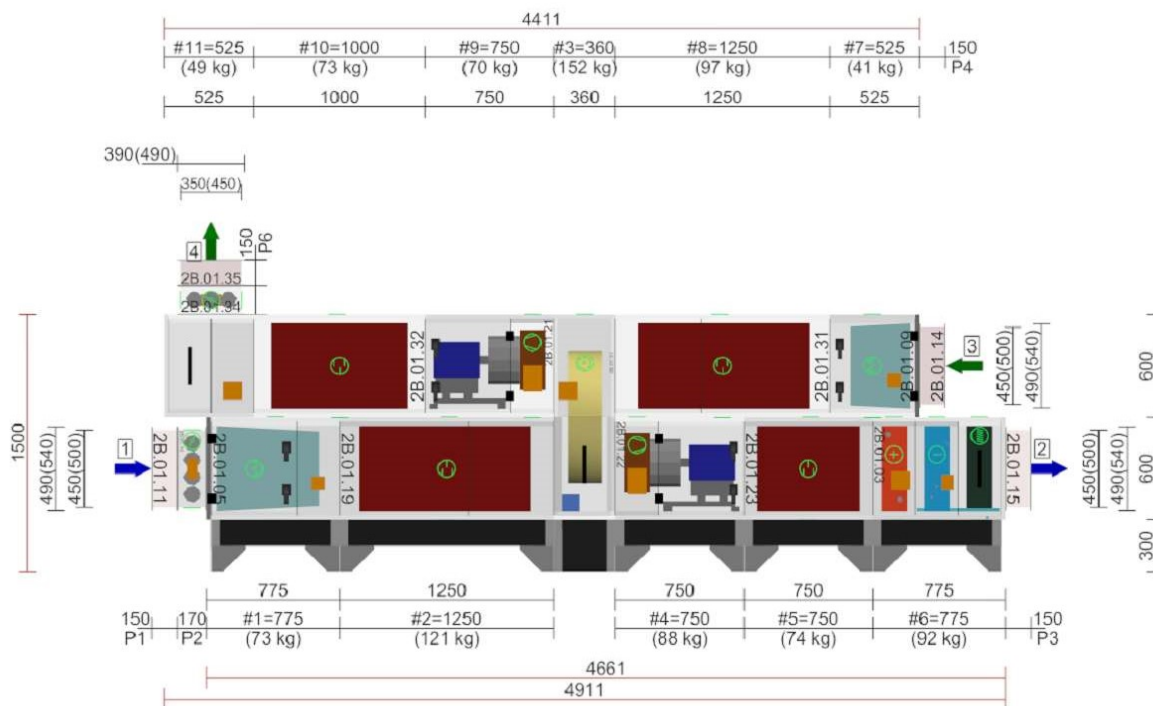 4411
#11=525 #10=1000 #9=750 #3=360 #8=1250 #7=525 150
(49 kg) (73 kg) (70 kg) (152 kg) (97 kg) (41 kg) P4
525 1000 750 360 1250 525
390(490)
350(450)
4
150
P6
2B.01.35
2B.01.34
1500
2B.01.32
2B.01.21
2B.01.31
2B.01.09
2B.01.14
3
450(500)
490(540)
600
490(540)
450(500)
1
2B.01.11
2B.01.05
2B.01.19
2B.01.22
2B.01.23
2B.01.03
2B.01.15
2
450(500)
490(540)
600
300
775 1250 750 750 775
150 170 #1=775 #2=1250 #4=750 #5=750 #6=775 150
P1 P2 (73 kg) (121 kg) (88 kg) (74 kg) (92 kg) P3
4661
4911